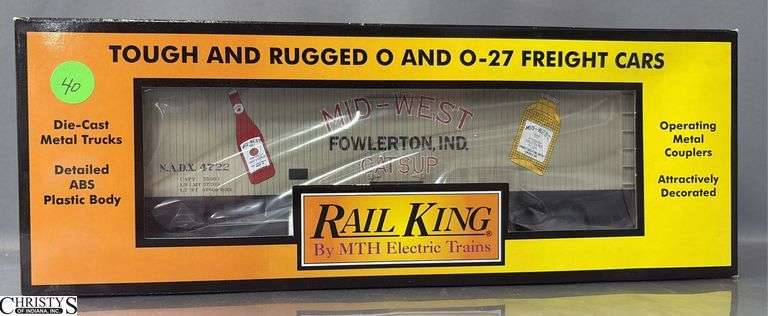 TOUGH AND RUGGED O AND O-27 FREIGHT CARS
40
Die-Cast
Metal Trucks
Detailed
ABS
Plastic Body
MID-WEST
FOWLERTON, IND.
CATSUP
N.A.D.X. 4722
Operating
Metal
Couplers
Attractively
Decorated
RAIL KING®
By MTH Electric Trains
CHRISTY'S
OF INDIANA, INC.